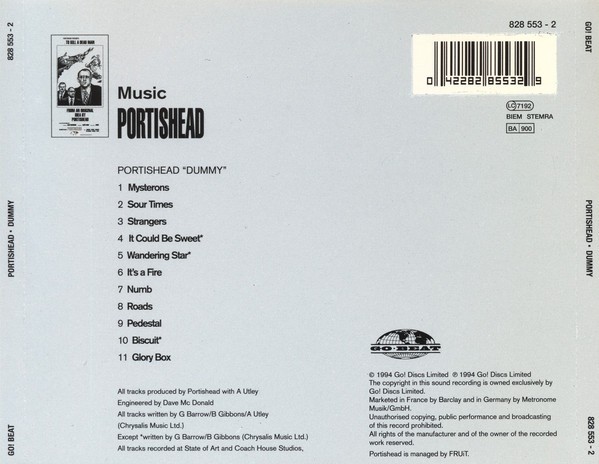 828 553 - 2
GO! BEAT
PORTISHEAD • DUMMY
GO! BEAT
828 553 - 2
TO KILL A DEAD MAN
FROM AN ORIGINAL
IDEA BY
PORTISHEAD
Music
PORTISHEAD
0 42282 85532 9
LC 7192
BIEM STEMRA
BA 900
PORTISHEAD "DUMMY"
1 Mysterons
2 Sour Times
3 Strangers
4 It Could Be Sweet*
5 Wandering Star*
6 It's a Fire
7 Numb
8 Roads
9 Pedestal
10 Biscuit*
11 Glory Box
All tracks produced by Portishead with A Utley
Engineered by Dave Mc Donald
All tracks written by G Barrow/B Gibbons/A Utley
(Chrysalis Music Ltd.)
Except *written by G Barrow/B Gibbons (Chrysalis Music Ltd.)
All tracks recorded at State of Art and Coach House Studios,
GO·BEAT
© 1994 Go! Discs Limited ℗ 1994 Go! Discs Limited
The copyright in this sound recording is owned exclusively by
Go! Discs Limited.
Marketed in France by Barclay and in Germany by Metronome
Musik/GmbH.
Unauthorised copying, public performance and broadcasting
of this record prohibited.
All rights of the manufacturer and of the owner of the recorded
work reserved.
Portishead is managed by FRUiT.
GO! BEAT
PORTISHEAD • DUMMY
828 553 - 2